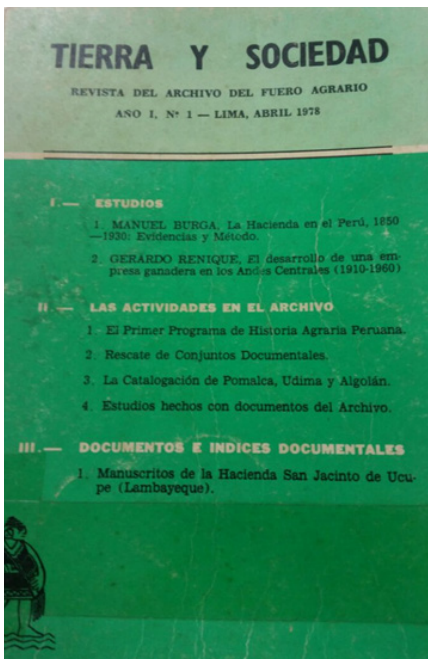 TIERRA Y SOCIEDAD
REVISTA DEL ARCHIVO DEL FUERO AGRARIO
AÑO I, Nº 1 — LIMA, ABRIL 1978
I.— ESTUDIOS
1. MANUEL BURGA, La Hacienda en el Perú, 1850
—1930: Evidencias y Método.
2. GERARDO RENIQUE, El desarrollo de una em-
presa ganadera en los Andes Centrales (1910-1960)
II.— LAS ACTIVIDADES EN EL ARCHIVO
1. El Primer Programa de Historia Agraria Peruana.
2. Rescate de Conjuntos Documentales.
3. La Catalogación de Pomalca, Udima y Algolán.
4. Estudios hechos con documentos del Archivo.
III.— DOCUMENTOS E INDICES DOCUMENTALES
1. Manuscritos de la Hacienda San Jacinto de Ucu-
pe (Lambayeque).